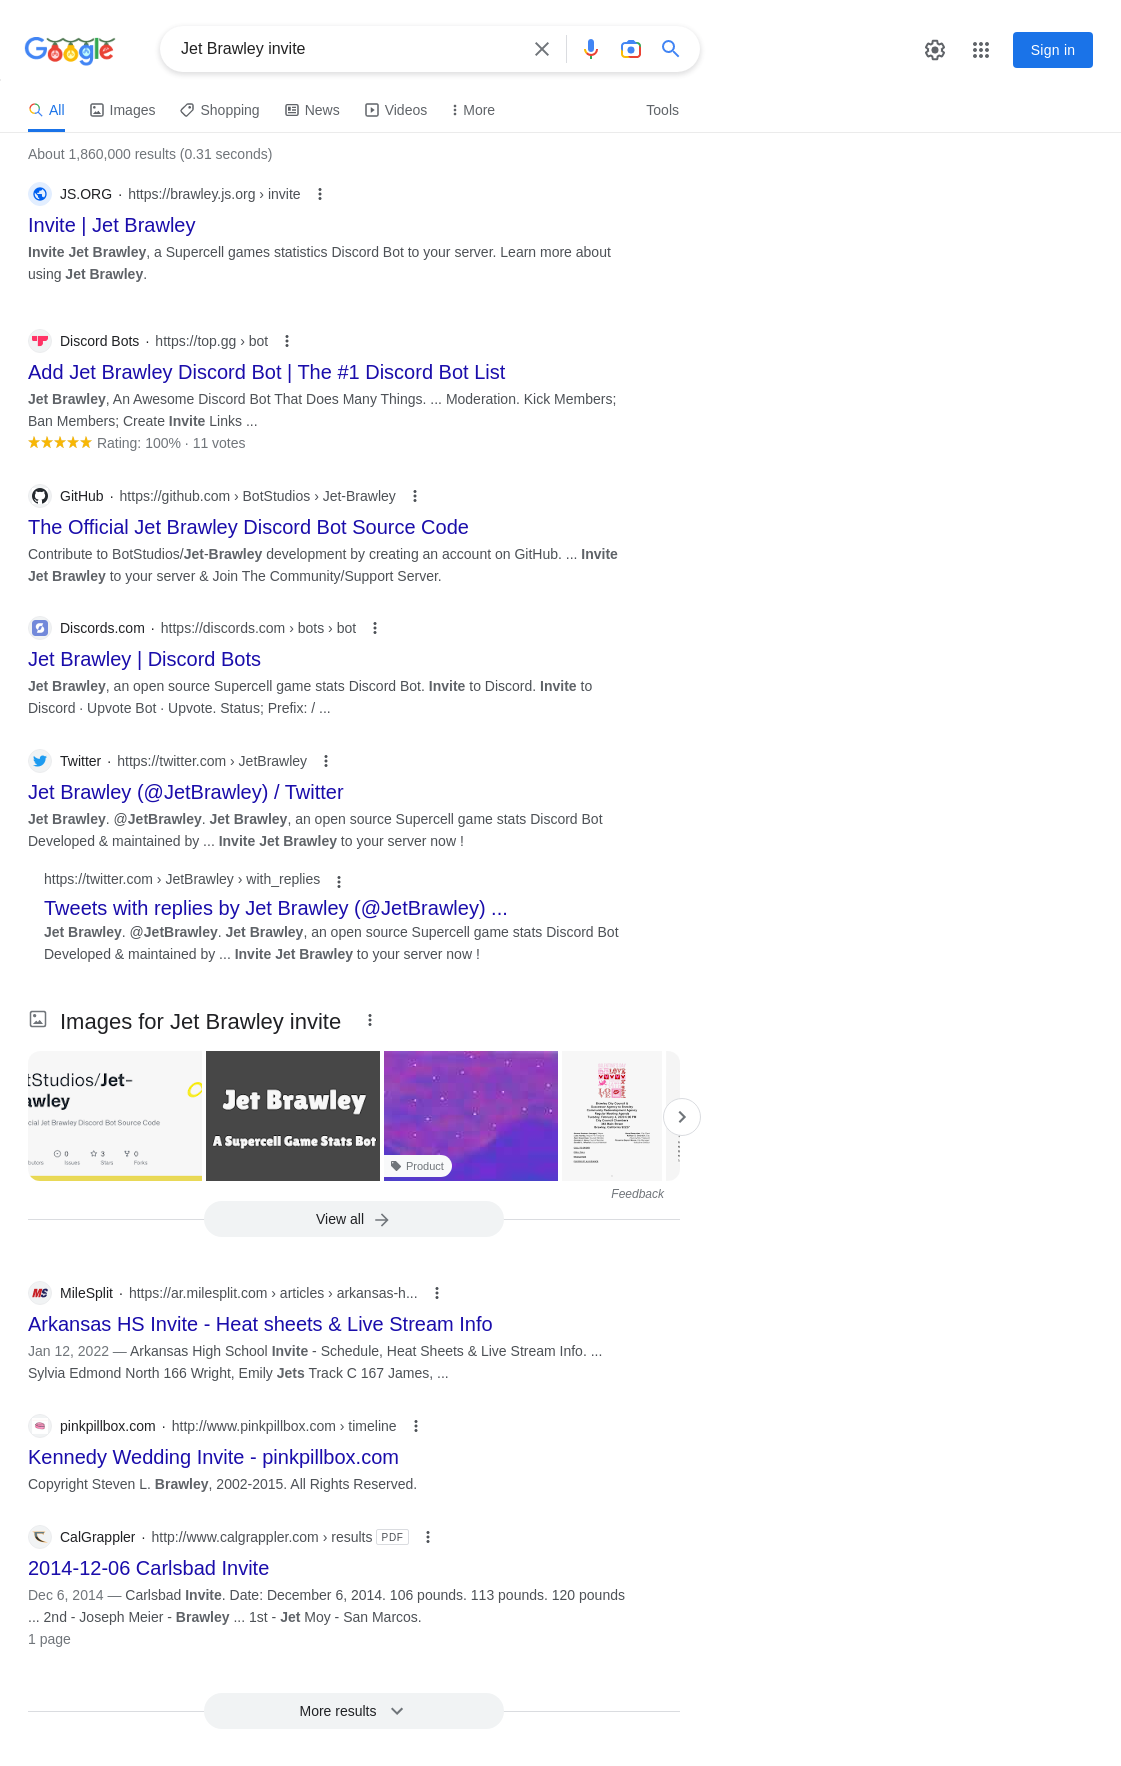 Google
Jet Brawley invite
Sign in
All Images Shopping News Videos More Tools
About 1,860,000 results (0.31 seconds)
JS.ORG · https://brawley.js.org › invite
Invite | Jet Brawley
Invite Jet Brawley, a Supercell games statistics Discord Bot to your server. Learn more about
using Jet Brawley.
Discord Bots · https://top.gg › bot
Add Jet Brawley Discord Bot | The #1 Discord Bot List
Jet Brawley, An Awesome Discord Bot That Does Many Things. ... Moderation. Kick Members;
Ban Members; Create Invite Links ...
Rating: 100% · 11 votes
GitHub · https://github.com › BotStudios › Jet-Brawley
The Official Jet Brawley Discord Bot Source Code
Contribute to BotStudios/Jet-Brawley development by creating an account on GitHub. ... Invite
Jet Brawley to your server & Join The Community/Support Server.
Discords.com · https://discords.com › bots › bot
Jet Brawley | Discord Bots
Jet Brawley, an open source Supercell game stats Discord Bot. Invite to Discord. Invite to
Discord · Upvote Bot · Upvote. Status; Prefix: / ...
Twitter · https://twitter.com › JetBrawley
Jet Brawley (@JetBrawley) / Twitter
Jet Brawley. @JetBrawley. Jet Brawley, an open source Supercell game stats Discord Bot
Developed & maintained by ... Invite Jet Brawley to your server now !
https://twitter.com › JetBrawley › with_replies
Tweets with replies by Jet Brawley (@JetBrawley) ...
Jet Brawley. @JetBrawley. Jet Brawley, an open source Supercell game stats Discord Bot
Developed & maintained by ... Invite Jet Brawley to your server now !
Images for Jet Brawley invite
tStudios/Jet-
awley
cial Jet Brawley Discord Bot Source Code
0 3 0
Issues Stars Forks
Jet Brawley
A Supercell Game Stats Bot
Product
Feedback
View all
MS MileSplit · https://ar.milesplit.com › articles › arkansas-h...
Arkansas HS Invite - Heat sheets & Live Stream Info
Jan 12, 2022 — Arkansas High School Invite - Schedule, Heat Sheets & Live Stream Info. ...
Sylvia Edmond North 166 Wright, Emily Jets Track C 167 James, ...
pinkpillbox.com · http://www.pinkpillbox.com › timeline
Kennedy Wedding Invite - pinkpillbox.com
Copyright Steven L. Brawley, 2002-2015. All Rights Reserved.
CalGrappler · http://www.calgrappler.com › results PDF
2014-12-06 Carlsbad Invite
Dec 6, 2014 — Carlsbad Invite. Date: December 6, 2014. 106 pounds. 113 pounds. 120 pounds
... 2nd - Joseph Meier - Brawley ... 1st - Jet Moy - San Marcos.
1 page
More results